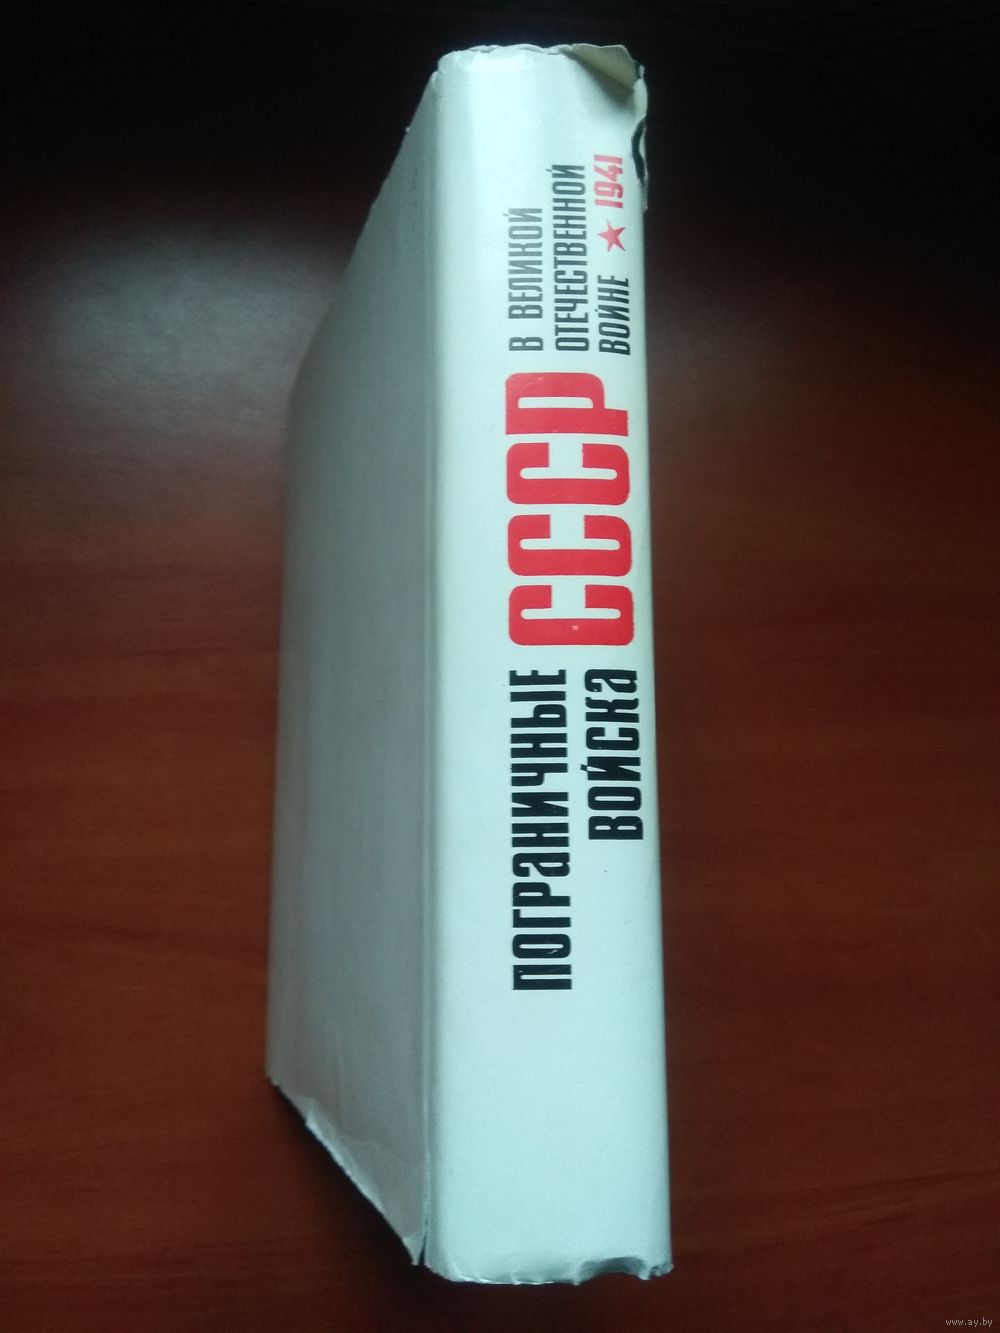 ПОГРАНИЧНЫЕ
ВОЙСКА
СССР
В ВЕЛИКОЙ
ОТЕЧЕСТВЕННОЙ
ВОЙНЕ ★ 1941
www.ay.by